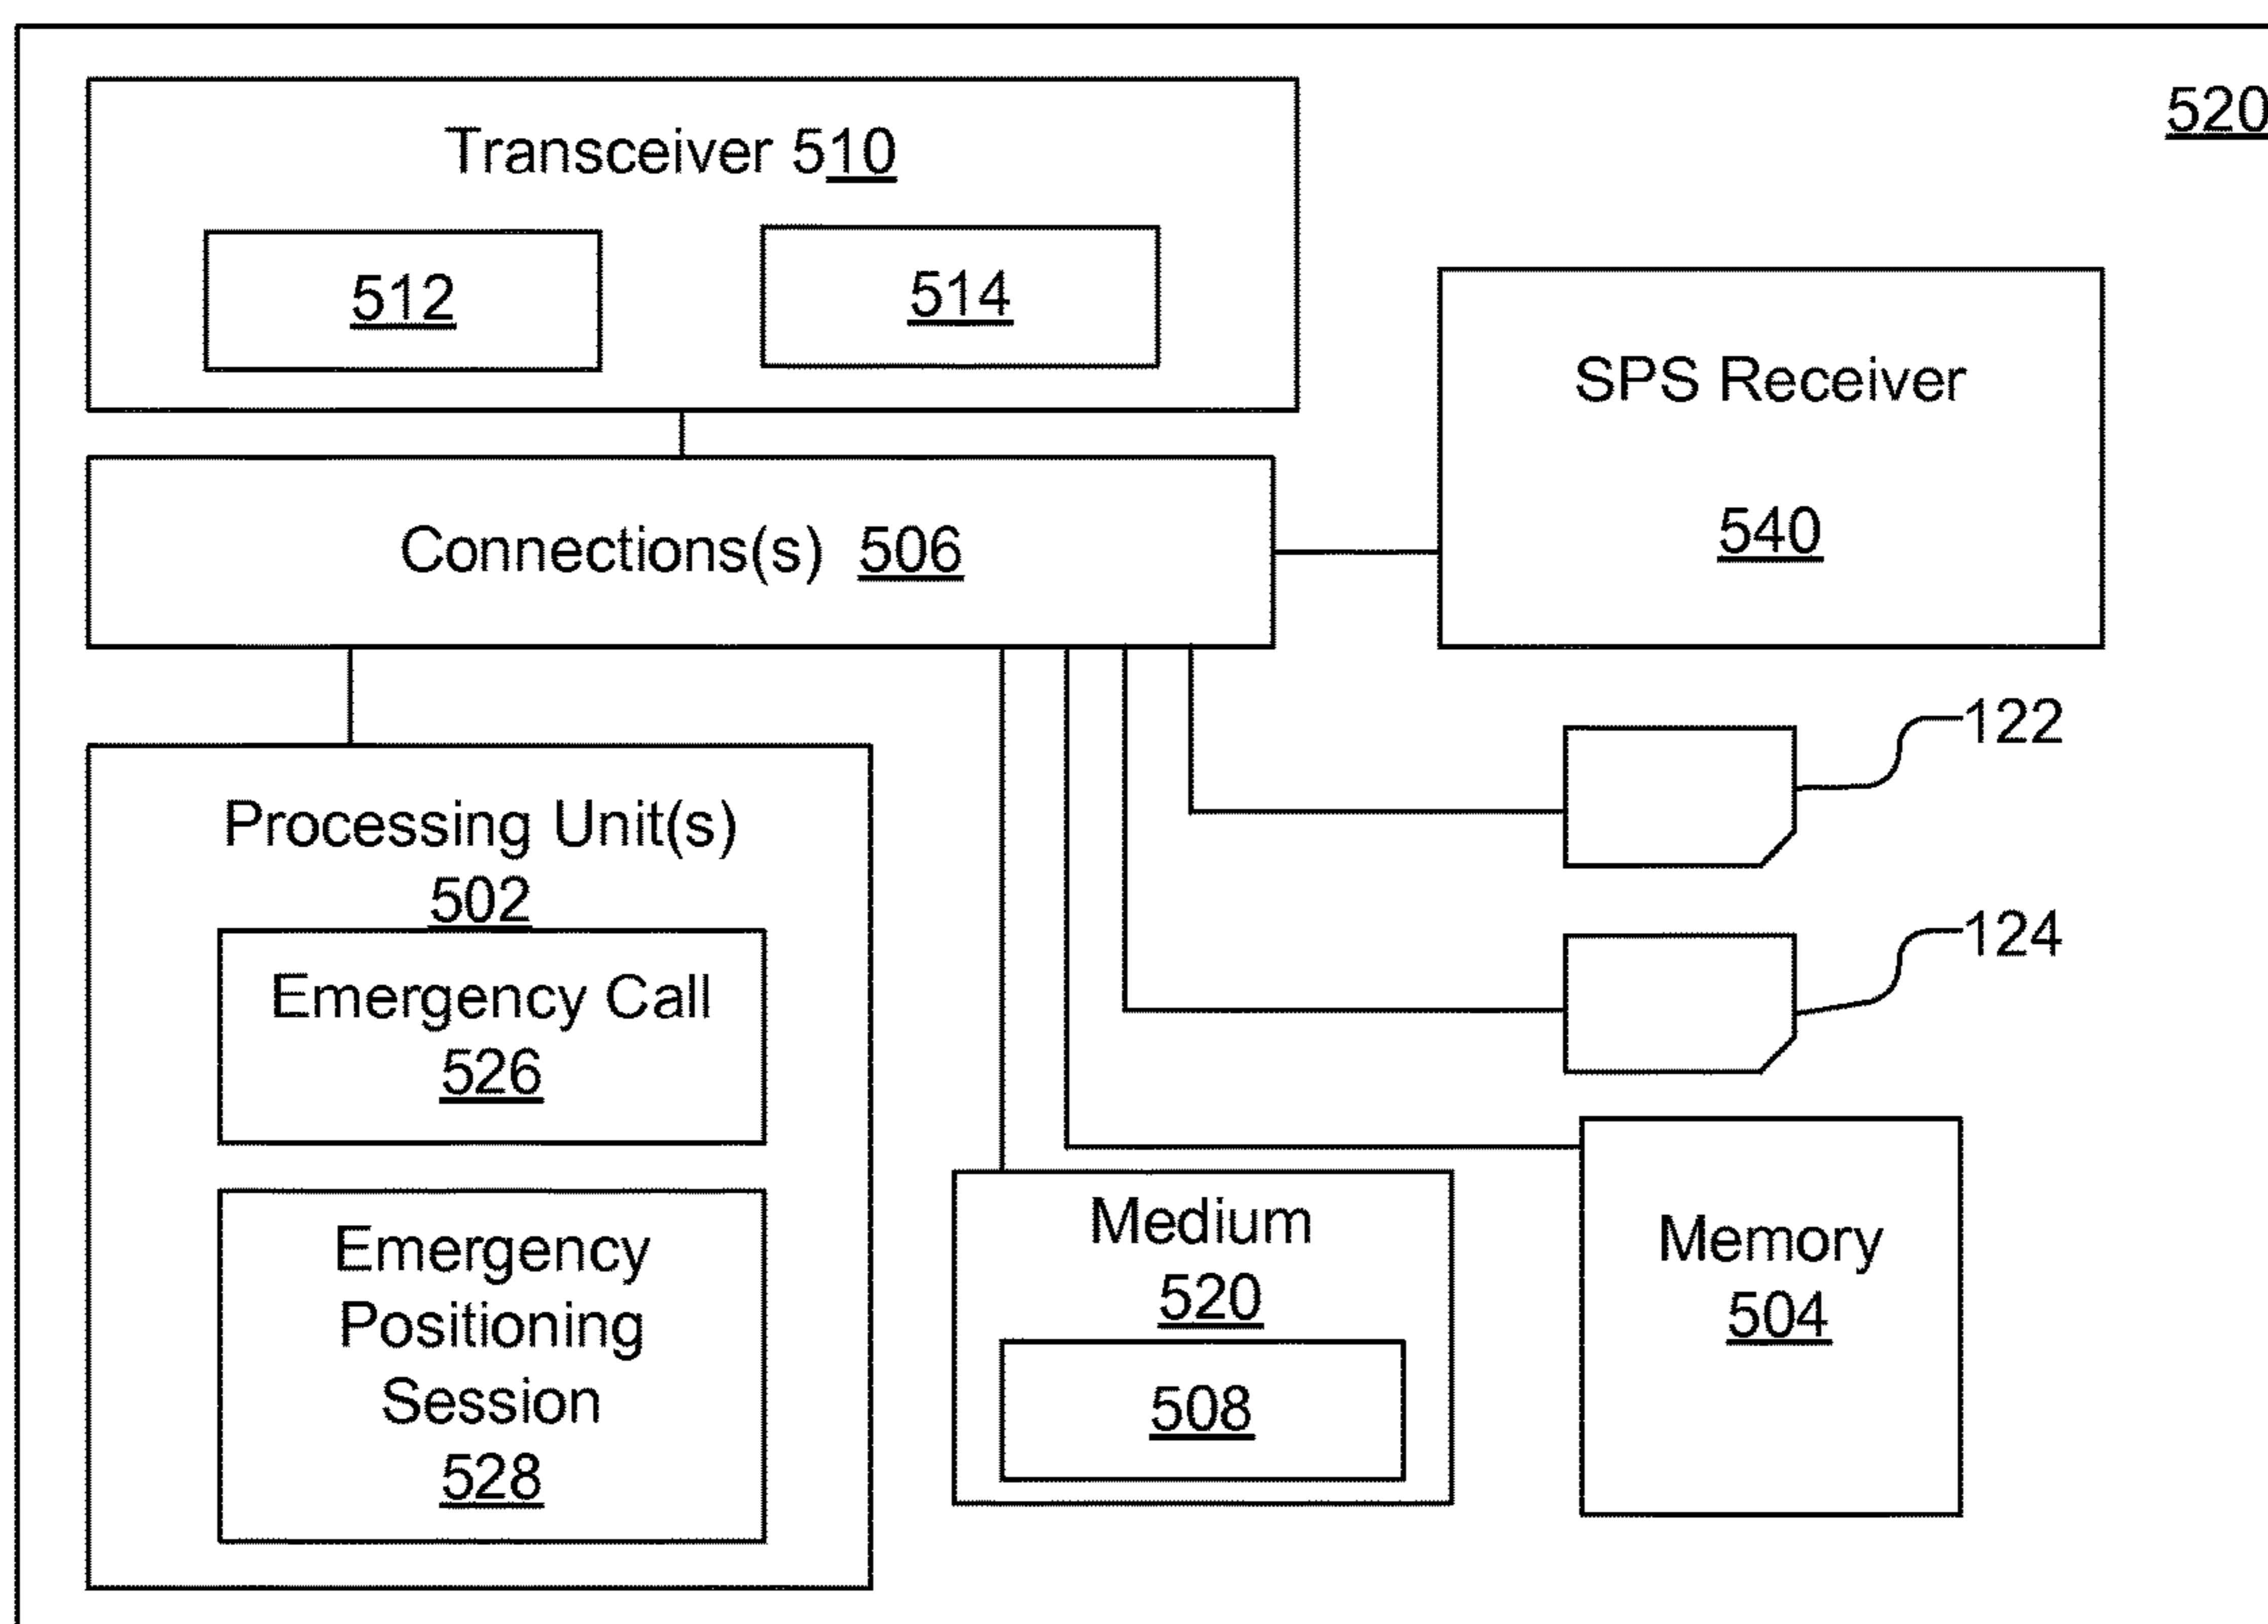 520
Transceiver 510
512
514
SPS Receiver
540
Connections(s) 506
122
Processing Unit(s)
502
124
Emergency Call
526
Emergency
Positioning
Session
528
Medium
520
508
Memory
504